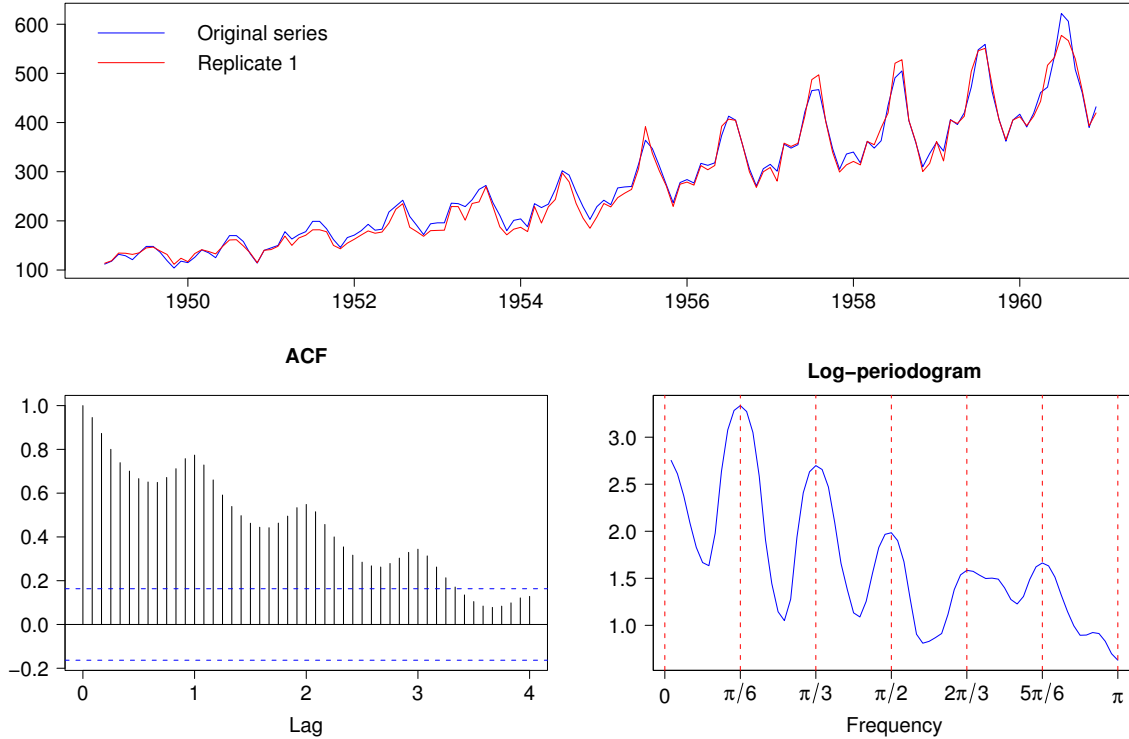 Original series
Replicate 1
600
500
400
300
200
100
1950 1952 1954 1956 1958 1960
ACF
1.0
0.8
0.6
0.4
0.2
0.0
−0.2
0 1 2 3 4
Lag
Log−periodogram
3.0
2.5
2.0
1.5
1.0
0 π/6 π/3 π/2 2π/3 5π/6 π
Frequency